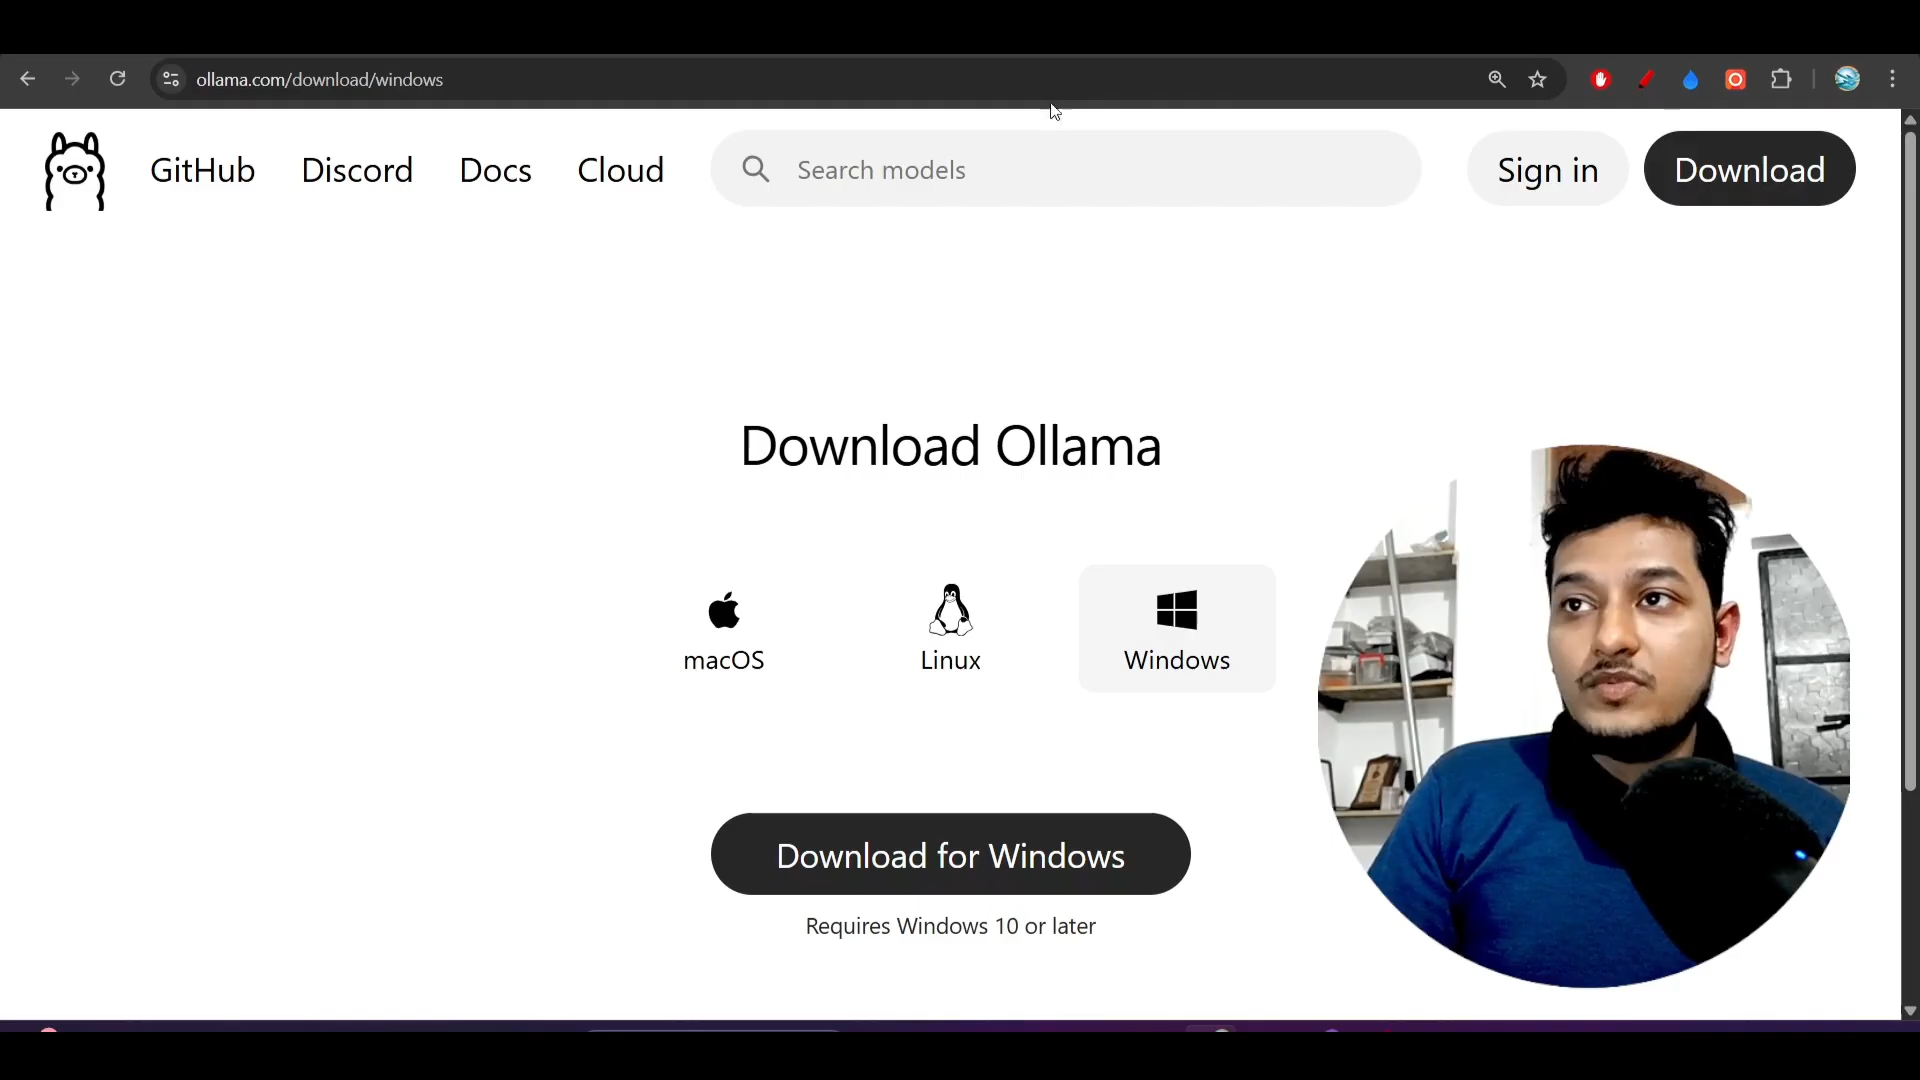 ollama.com/download/windows
GitHub Discord Docs Cloud Search models Sign in Download
Download Ollama
macOS Linux Windows
Download for Windows
Requires Windows 10 or later